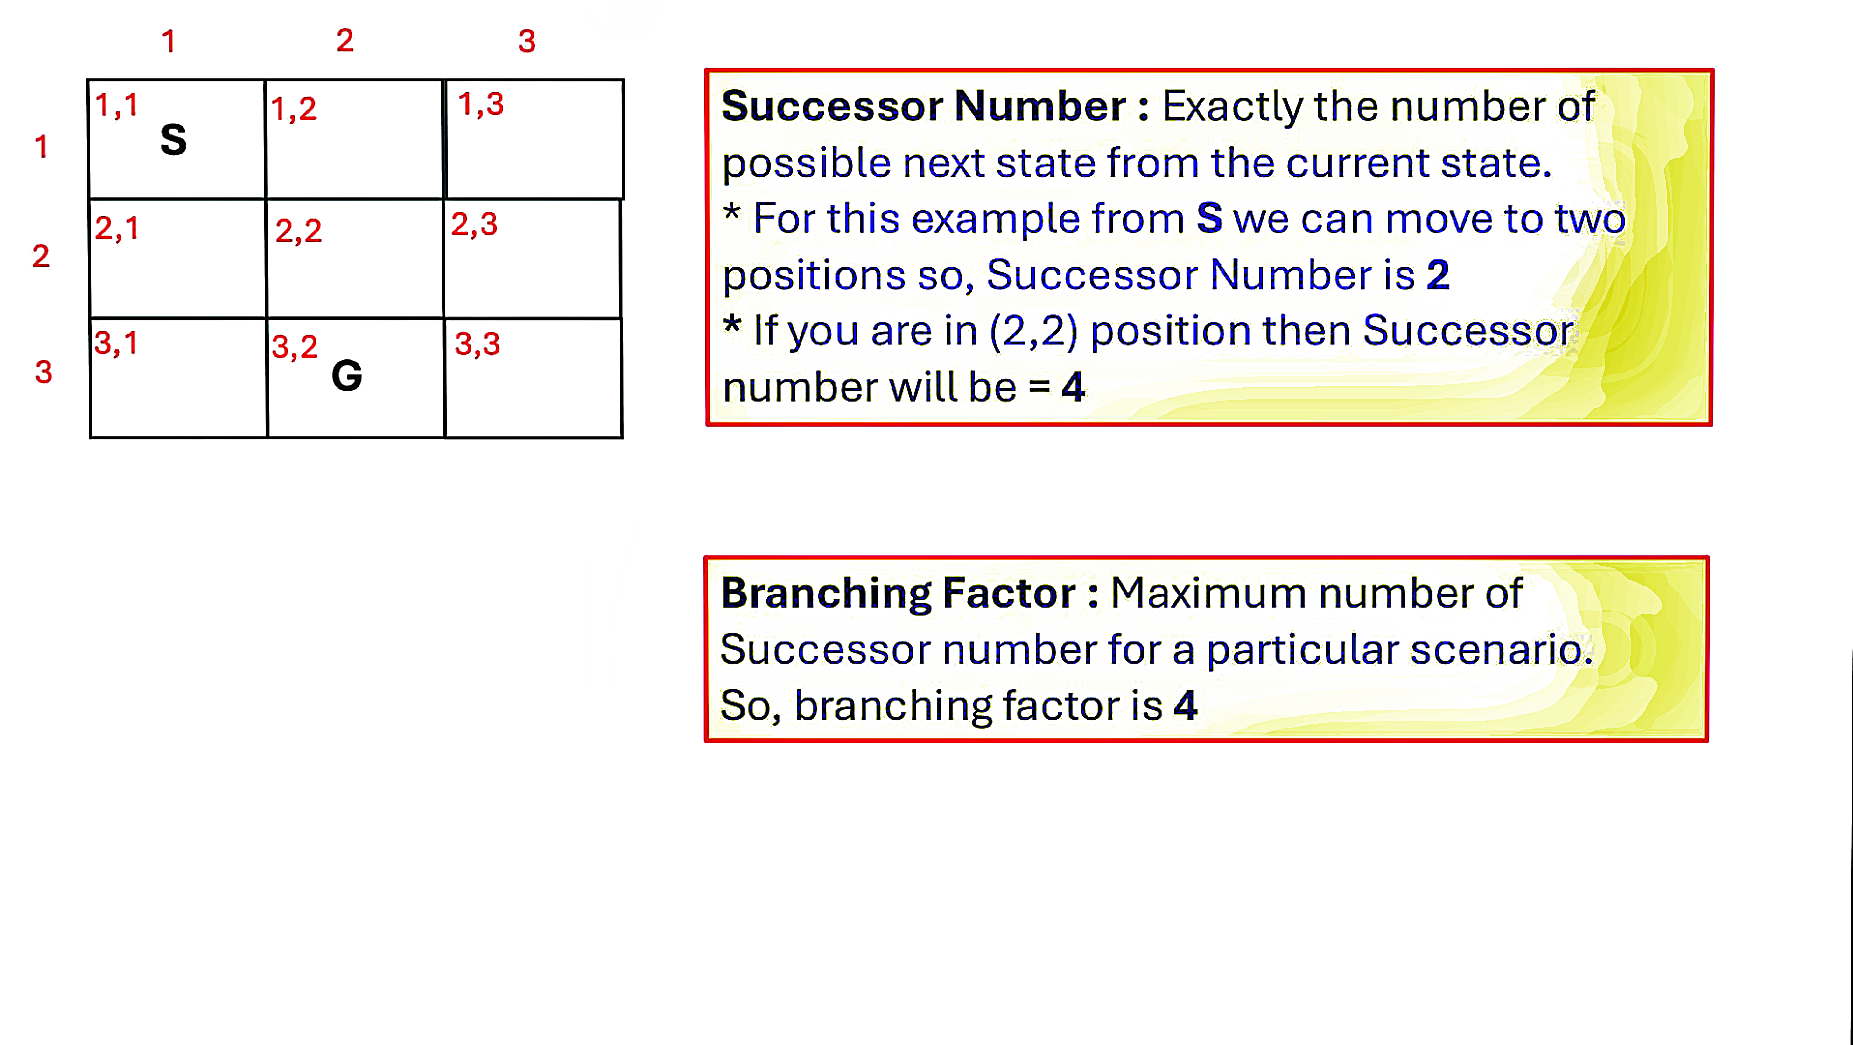 1 2 3
1,1 1,2 1,3
1 S
2,1 2,2 2,3
2
3,1 3,2 3,3
3 G
Successor Number : Exactly the number of
possible next state from the current state.
* For this example from S we can move to two
positions so, Successor Number is 2
* If you are in (2,2) position then Successor
number will be = 4
Branching Factor : Maximum number of
Successor number for a particular scenario.
So, branching factor is 4